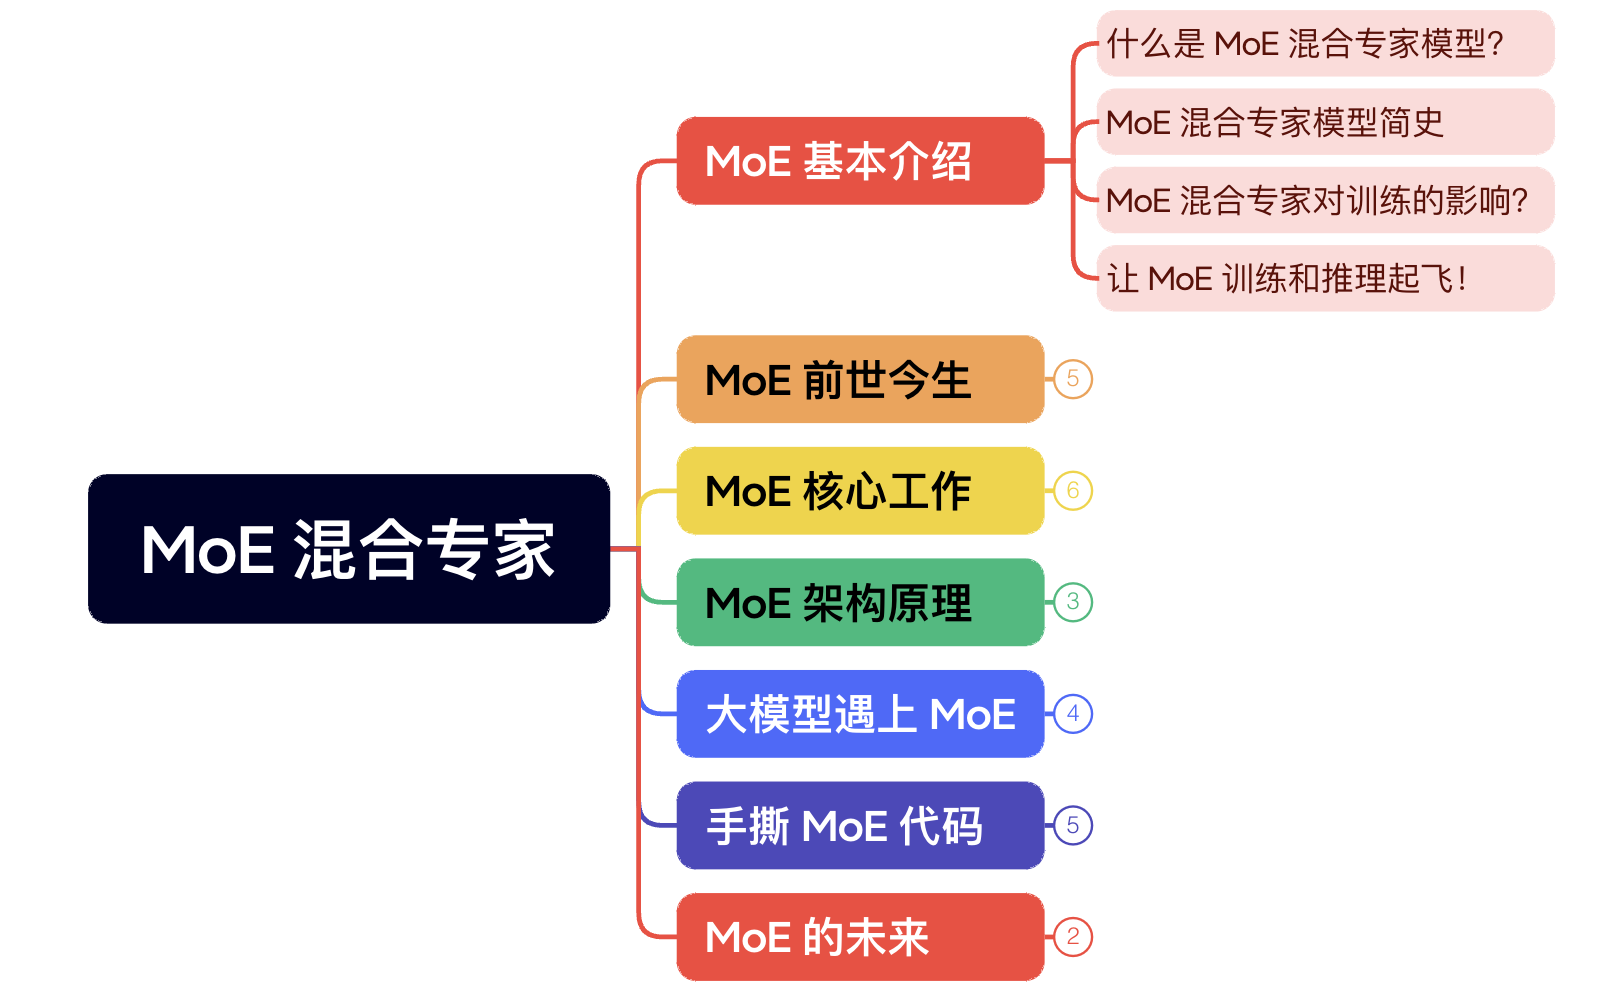 什么是 MoE 混合专家模型？
MoE 混合专家模型简史
MoE 基本介绍
MoE 混合专家对训练的影响？
让 MoE 训练和推理起飞！
MoE 前世今生
5
MoE 核心工作
6
MoE 混合专家
MoE 架构原理
3
大模型遇上 MoE
4
手撕 MoE 代码
5
MoE 的未来
2